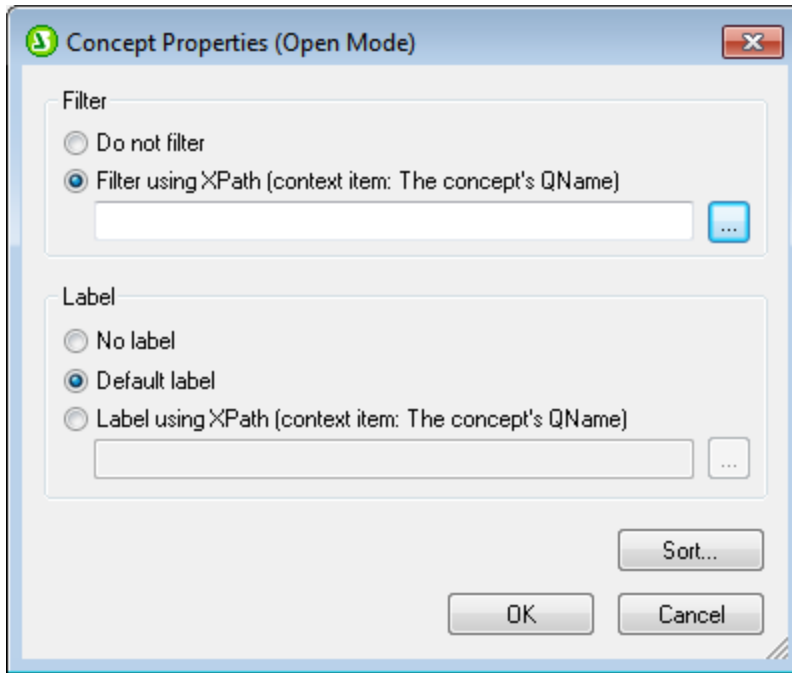 Concept Properties (Open Mode)
Filter
Do not filter
Filter using XPath (context item: The concept's QName)
...
Label
No label
Default label
Label using XPath (context item: The concept's QName)
...
Sort...
OK Cancel